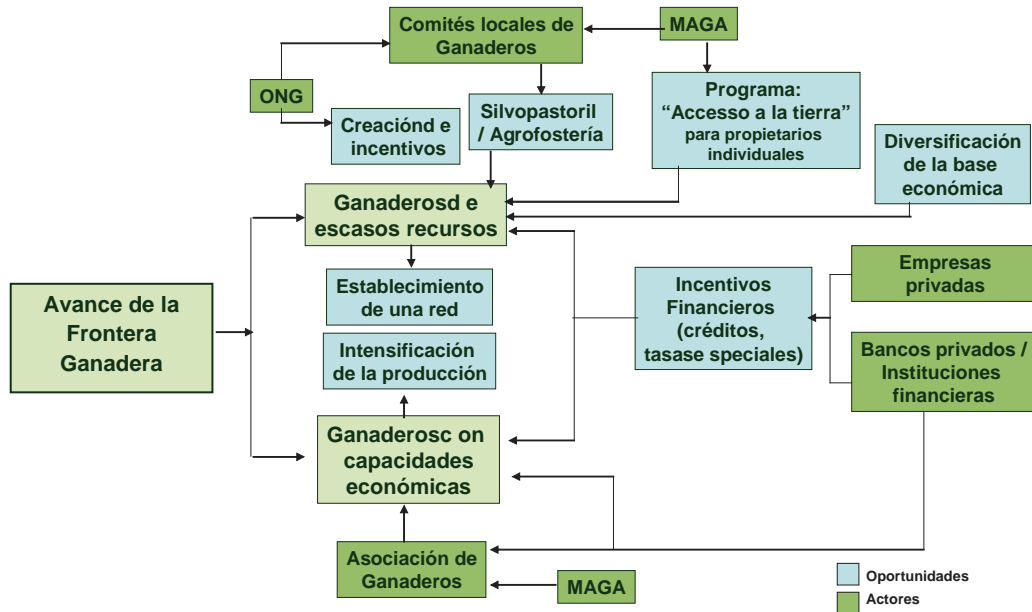 Comités locales de
Ganaderos
MAGA
ONG
Creaciónd e
incentivos
Silvopastoril
/ Agrofostería
Programa:
“Accesso a la tierra”
para propietarios
individuales
Diversificación
de la base
económica
Ganaderosd e
escasos recursos
Avance de la
Frontera
Ganadera
Establecimiento
de una red
Intensificación
de la producción
Incentivos
Financieros
(créditos,
tasase speciales)
Empresas
privadas
Bancos privados /
Instituciones
financieras
Ganaderosc on
capacidades
económicas
Asociación de
Ganaderos
MAGA
Oportunidades
Actores